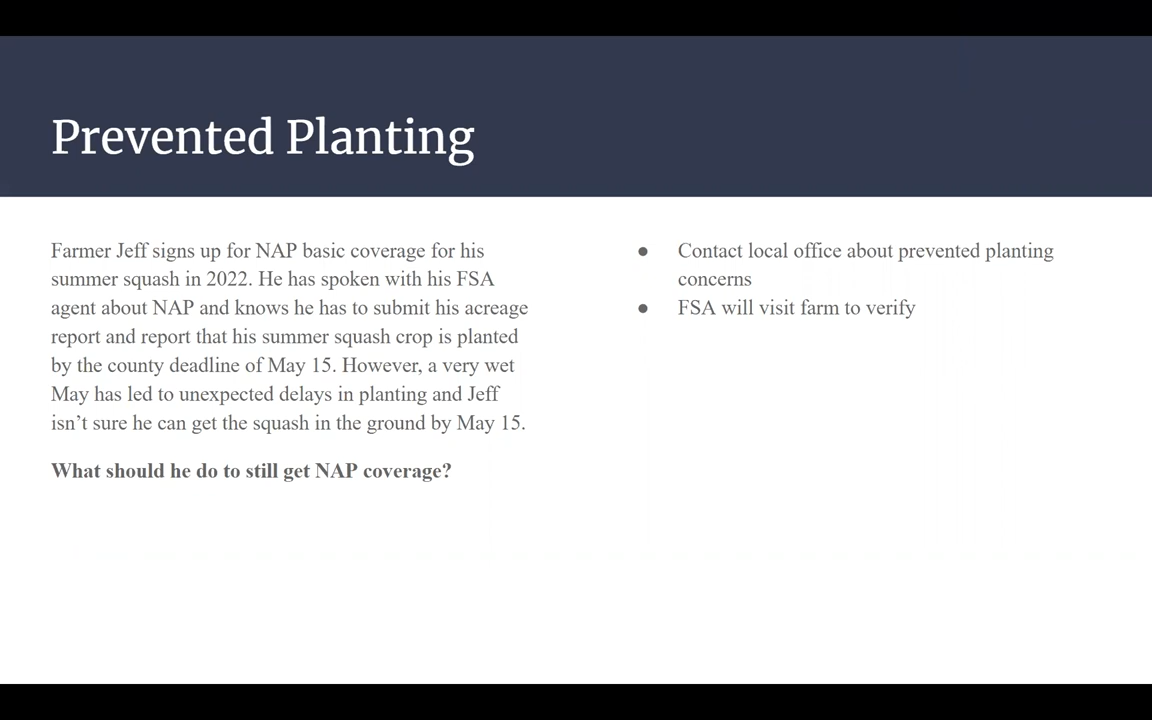 Prevented Planting
Farmer Jeff signs up for NAP basic coverage for his
summer squash in 2022. He has spoken with his FSA
agent about NAP and knows he has to submit his acreage
report and report that his summer squash crop is planted
by the county deadline of May 15. However, a very wet
May has led to unexpected delays in planting and Jeff
isn’t sure he can get the squash in the ground by May 15.
What should he do to still get NAP coverage?
● Contact local office about prevented planting
concerns
● FSA will visit farm to verify